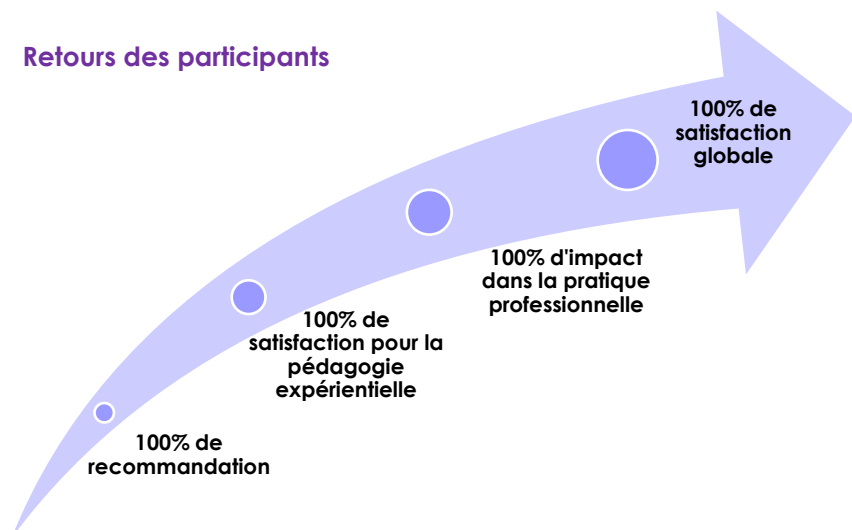 Retours des participants
100% de
satisfaction
globale
100% d'impact
dans la pratique
professionnelle
100% de
satisfaction pour la
pédagogie
expérientielle
100% de
recommandation